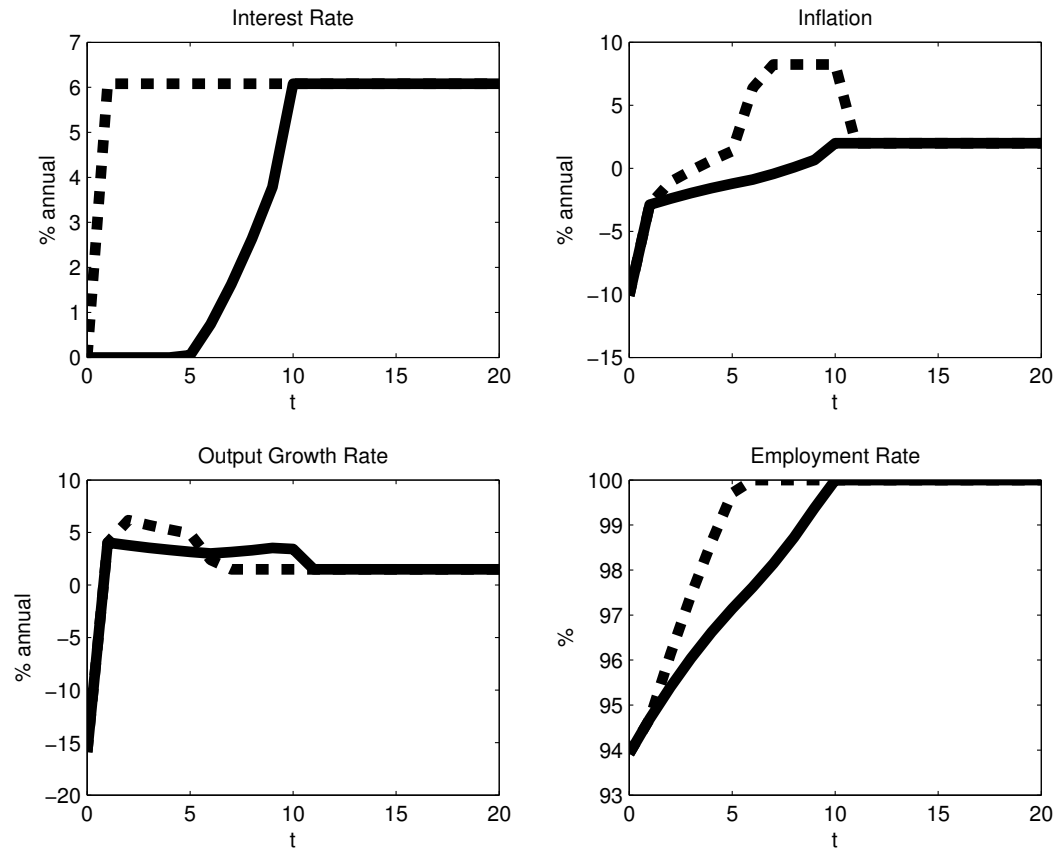 Interest Rate
7
6
5
4
3
2
1
0
% annual
0 5 10 15 20
t
Inflation
10
5
0
−5
−10
−15
% annual
0 5 10 15 20
t
Output Growth Rate
10
5
0
−5
−10
−15
−20
% annual
0 5 10 15 20
t
Employment Rate
100
99
98
97
96
95
94
93
%
0 5 10 15 20
t